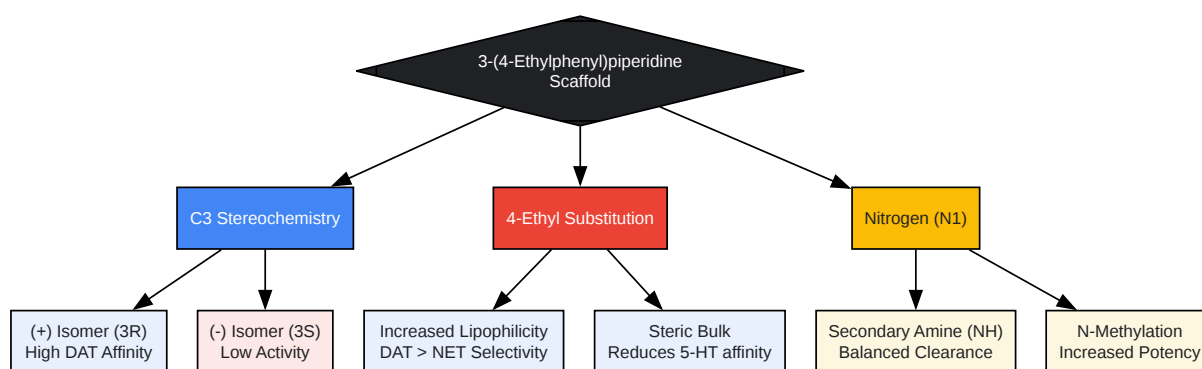 3-(4-Ethylphenyl)piperidine
Scaffold
C3 Stereochemistry
4-Ethyl Substitution
Nitrogen (N1)
(+) Isomer (3R)
High DAT Affinity
(-) Isomer (3S)
Low Activity
Increased Lipophilicity
DAT > NET Selectivity
Steric Bulk
Reduces 5-HT affinity
Secondary Amine (NH)
Balanced Clearance
N-Methylation
Increased Potency